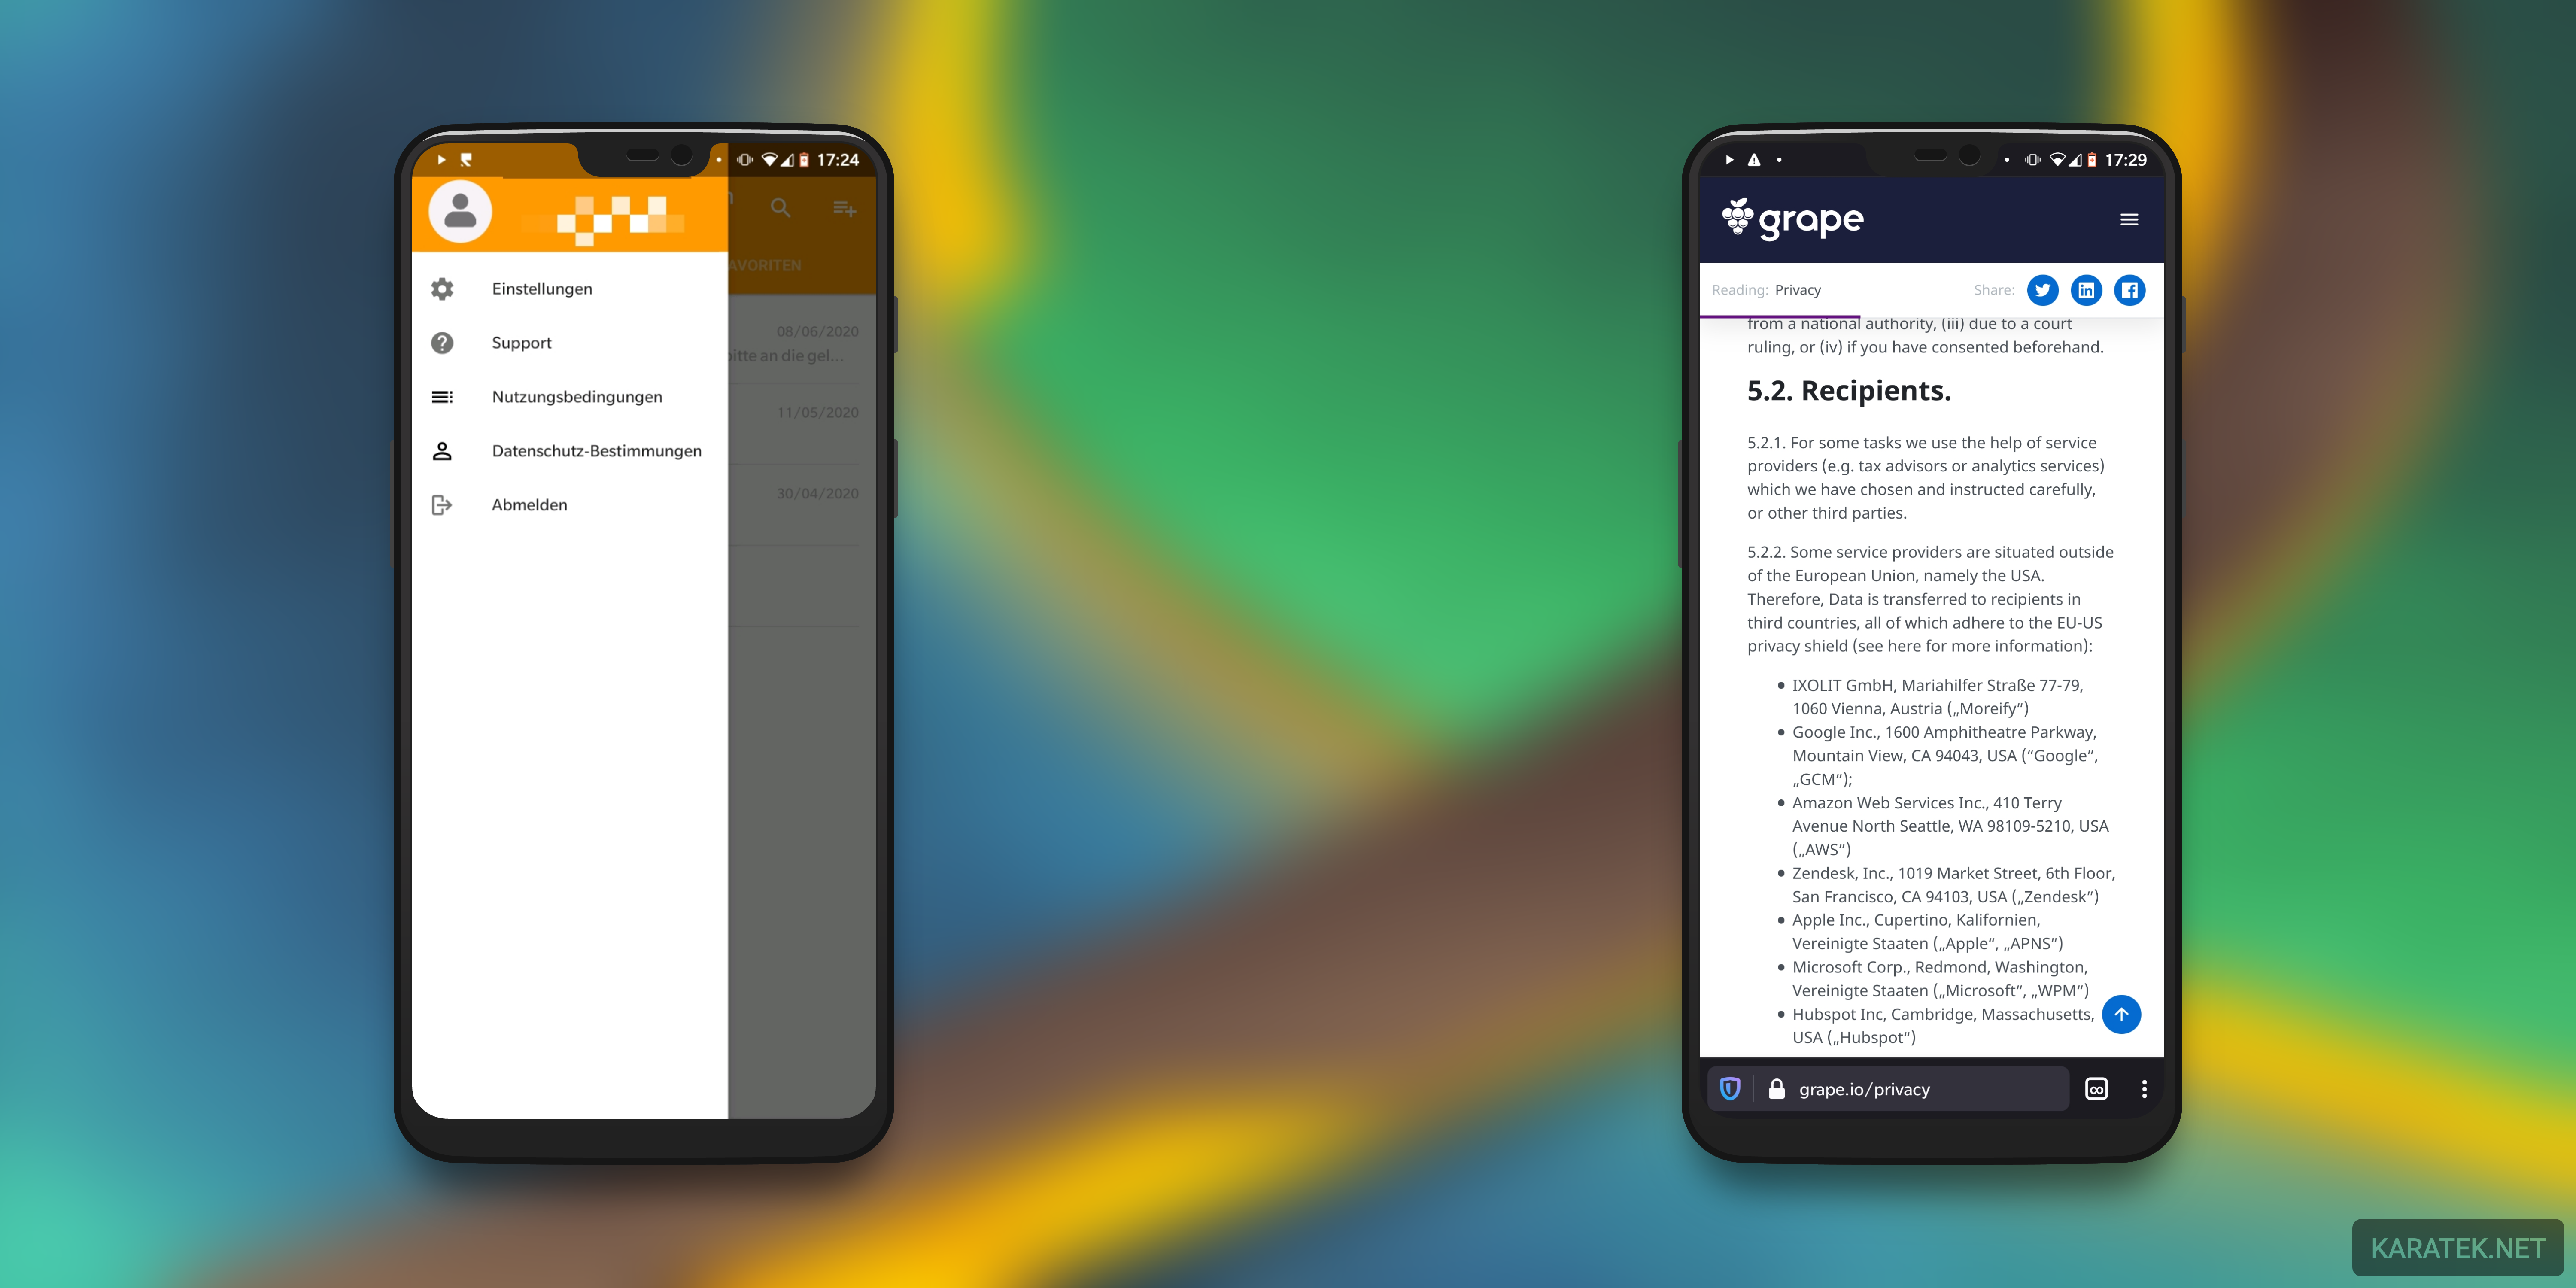 17:24
AVORITEN
Einstellungen
08/06/2020
Support
bitte an die gel...
Nutzungsbedingungen
11/05/2020
Datenschutz-Bestimmungen
30/04/2020
Abmelden
17:29
grape
Reading: Privacy Share:
from a national authority, (iii) due to a court
ruling, or (iv) if you have consented beforehand.
5.2. Recipients.
5.2.1. For some tasks we use the help of service
providers (e.g. tax advisors or analytics services)
which we have chosen and instructed carefully,
or other third parties.
5.2.2. Some service providers are situated outside
of the European Union, namely the USA.
Therefore, Data is transferred to recipients in
third countries, all of which adhere to the EU-US
privacy shield (see here for more information):
• IXOLIT GmbH, Mariahilfer Straße 77-79,
1060 Vienna, Austria („Moreify“)
• Google Inc., 1600 Amphitheatre Parkway,
Mountain View, CA 94043, USA (“Google”,
„GCM“);
• Amazon Web Services Inc., 410 Terry
Avenue North Seattle, WA 98109-5210, USA
(„AWS“)
• Zendesk, Inc., 1019 Market Street, 6th Floor,
San Francisco, CA 94103, USA („Zendesk“)
• Apple Inc., Cupertino, Kalifornien,
Vereinigte Staaten („Apple“, „APNS“)
• Microsoft Corp., Redmond, Washington,
Vereinigte Staaten („Microsoft“, „WPM“)
• Hubspot Inc, Cambridge, Massachusetts,
USA („Hubspot“)
grape.io/privacy
KARATEK.NET